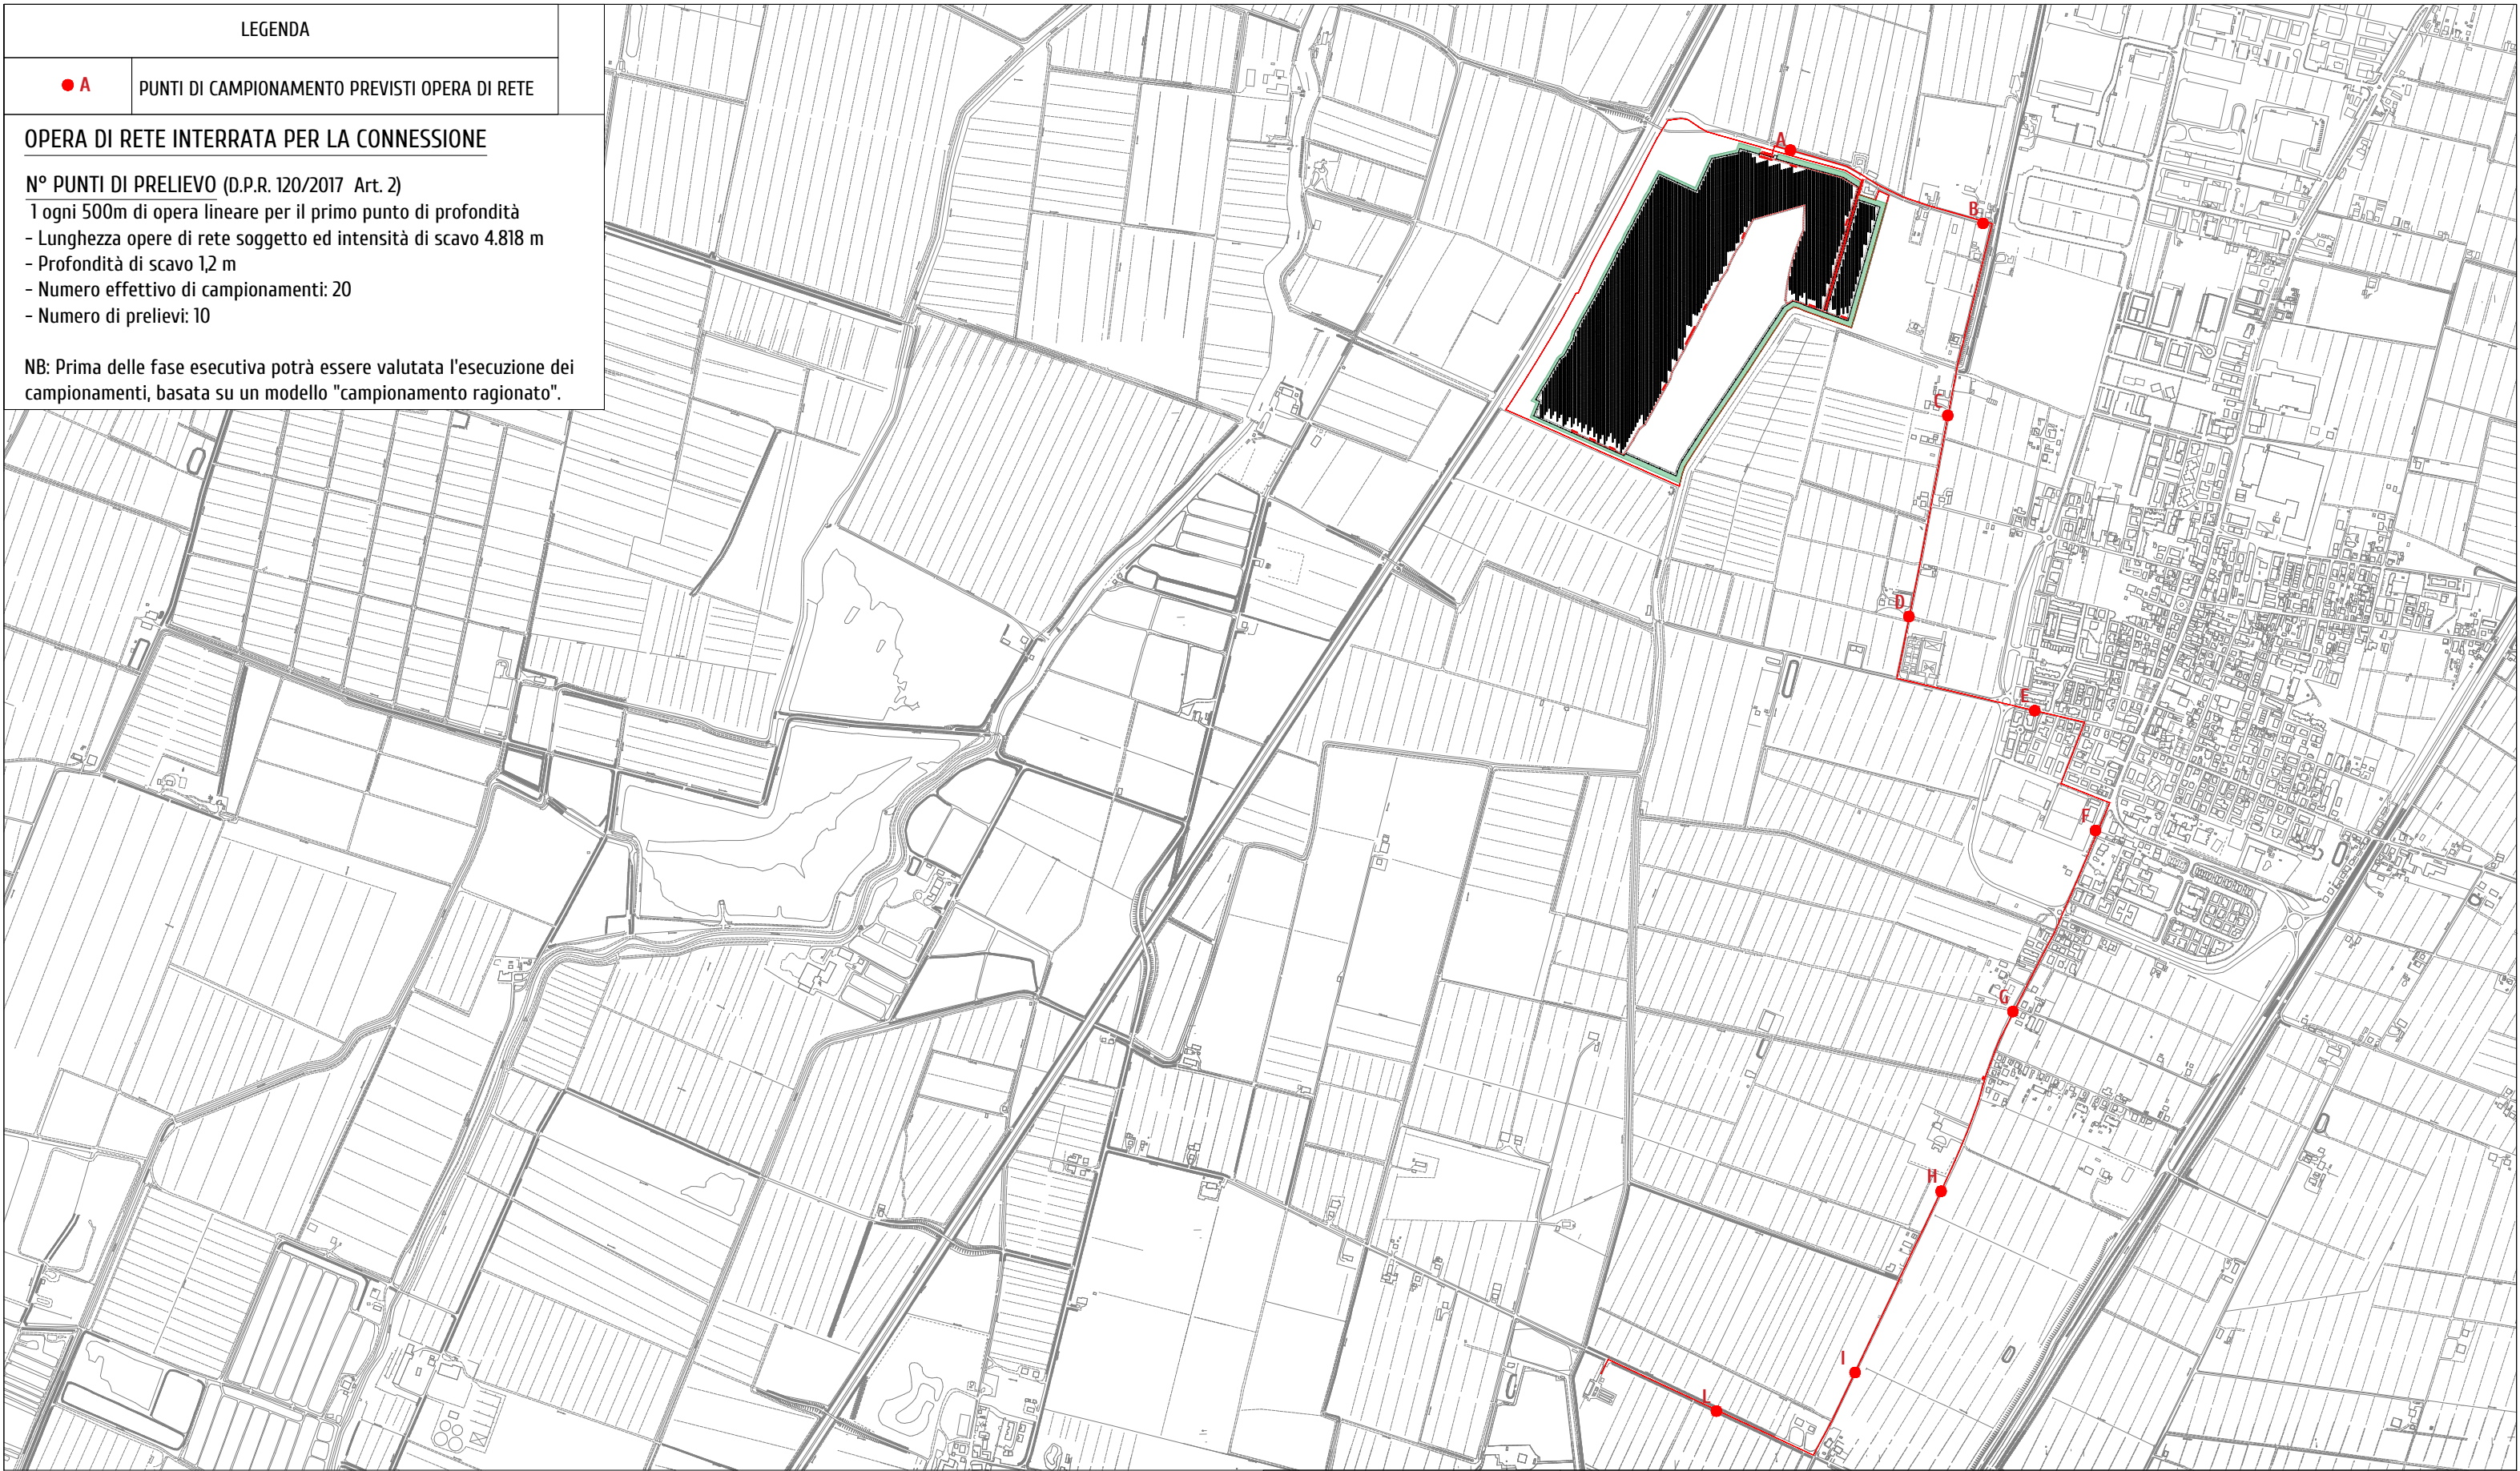 LEGENDA
A
PUNTI DI CAMPIONAMENTO PREVISTI OPERA DI RETE
OPERA DI RETE INTERRATA PER LA CONNESSIONE
N° PUNTI DI PRELIEVO (D.P.R. 120/2017 Art. 2)
1 ogni 500m di opera lineare per il primo punto di profondità
- Lunghezza opere di rete soggetto ed intensità di scavo 4.818 m
- Profondità di scavo 1,2 m
- Numero effettivo di campionamenti: 20
- Numero di prelievi: 10
NB: Prima delle fase esecutiva potrà essere valutata l'esecuzione dei
campionamenti, basata su un modello "campionamento ragionato".
A
B
C
D
E
F
G
H
I
L